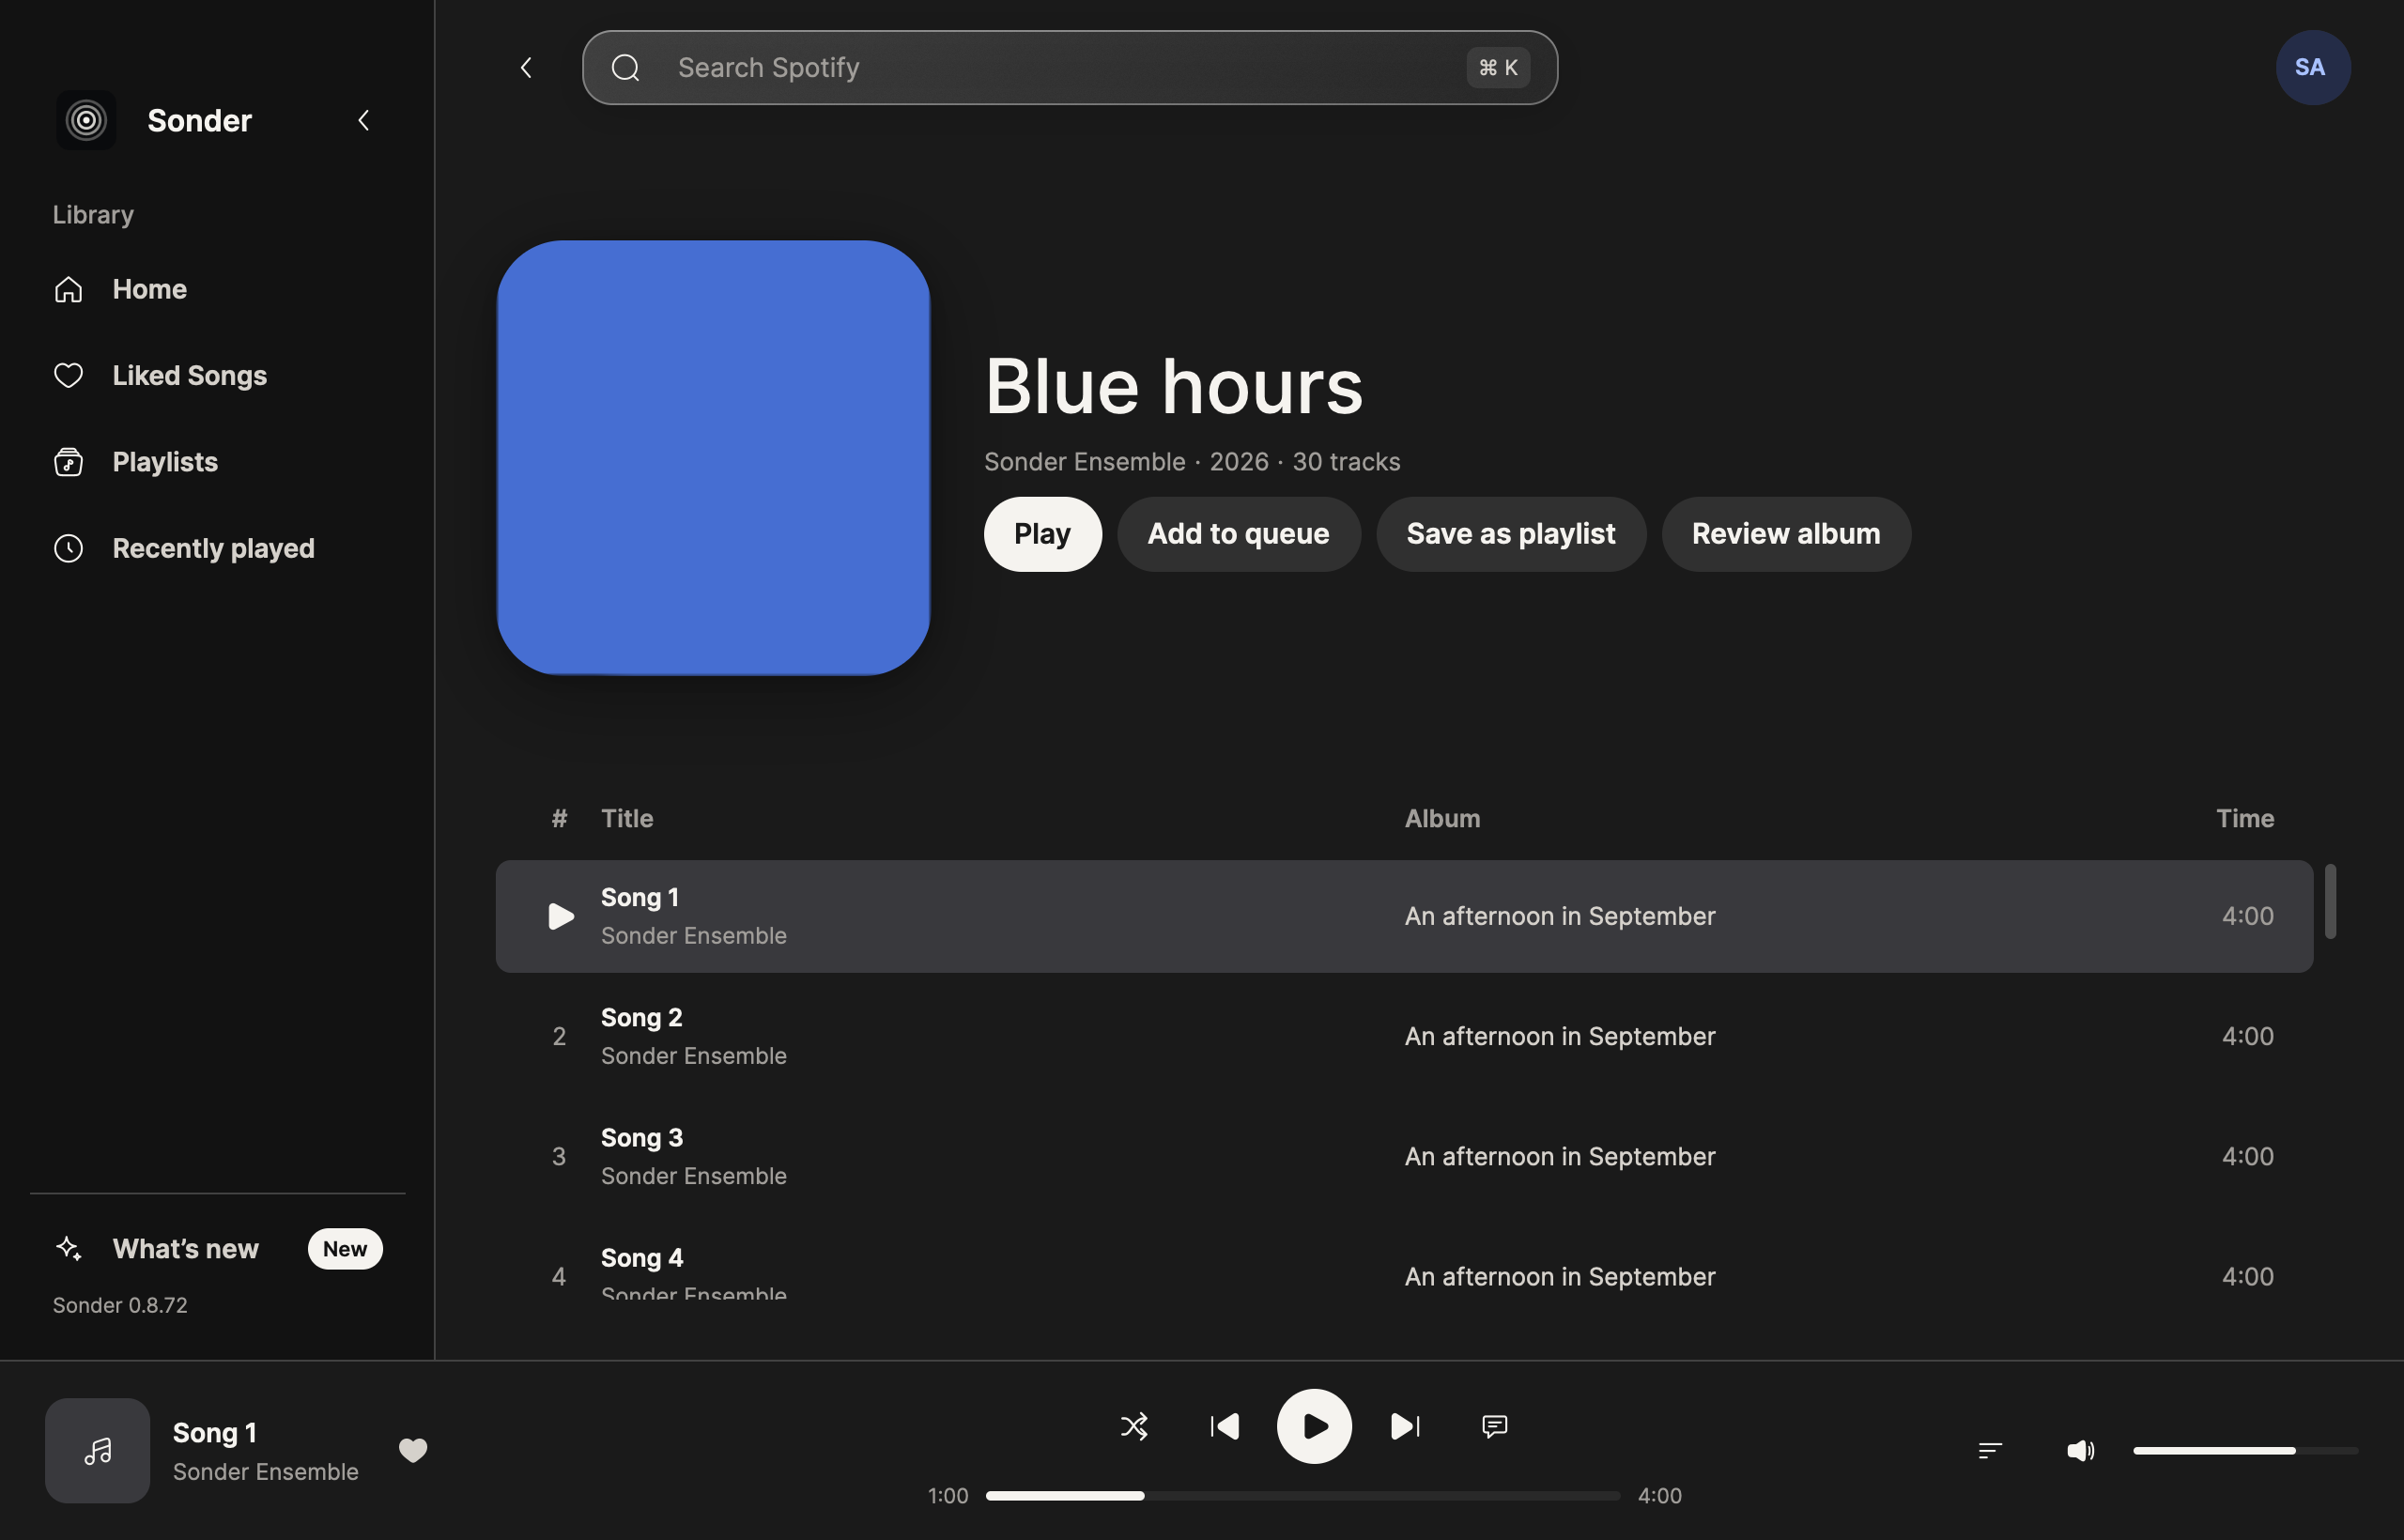 Search Spotify
⌘ K
SA
Sonder
Library
Home
Liked Songs
Playlists
Recently played
What’s new
New
Sonder 0.8.72
Blue hours
Sonder Ensemble · 2026 · 30 tracks
Play
Add to queue
Save as playlist
Review album
# Title Album Time
Song 1
Sonder Ensemble
An afternoon in September
4:00
2
Song 2
Sonder Ensemble
An afternoon in September
4:00
3
Song 3
Sonder Ensemble
An afternoon in September
4:00
4
Song 4
Sonder Ensemble
An afternoon in September
4:00
Song 1
Sonder Ensemble
1:00
4:00